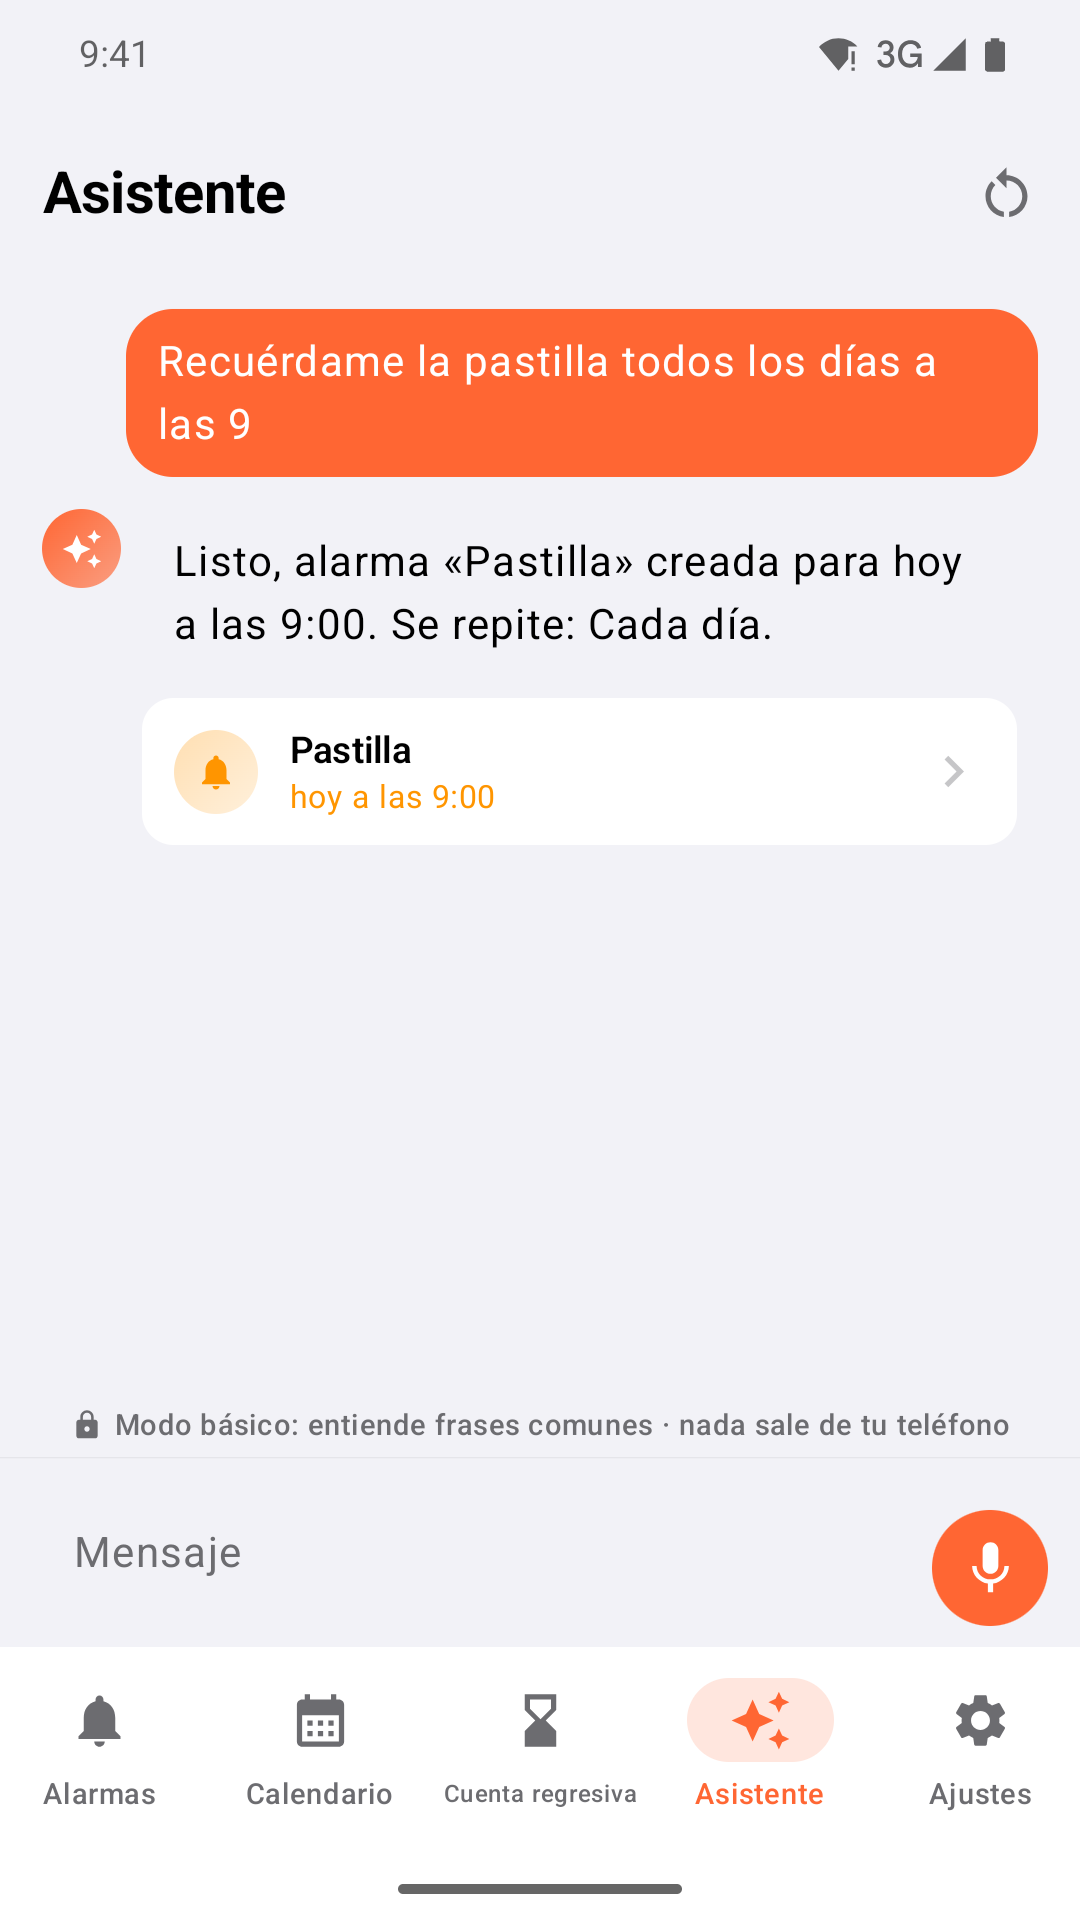 9:41
3G
Asistente
Recuérdame la pastilla todos los días a
las 9
Listo, alarma «Pastilla» creada para hoy
a las 9:00. Se repite: Cada día.
Pastilla
hoy a las 9:00
Modo básico: entiende frases comunes · nada sale de tu teléfono
Mensaje
Alarmas
Calendario
Cuenta regresiva
Asistente
Ajustes